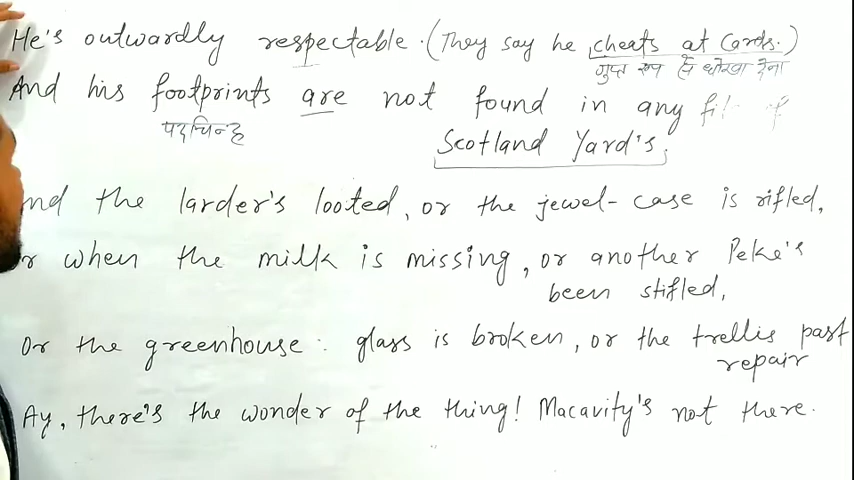 He's outwardly respectable. (They say he cheats at Cards.)
गुप्त रूप से धोखा देना
And his footprints are not found in any
पदचिन्ह
Scotland Yard's,
nd the larder's looted, or the jewel-case is rifled,
r when the milk is missing, or another Peke's
been stifled,
Or the greenhouse: glass is broken, or the trellis past
repair
Ay, there's the wonder of the thing! Macavity's not there.